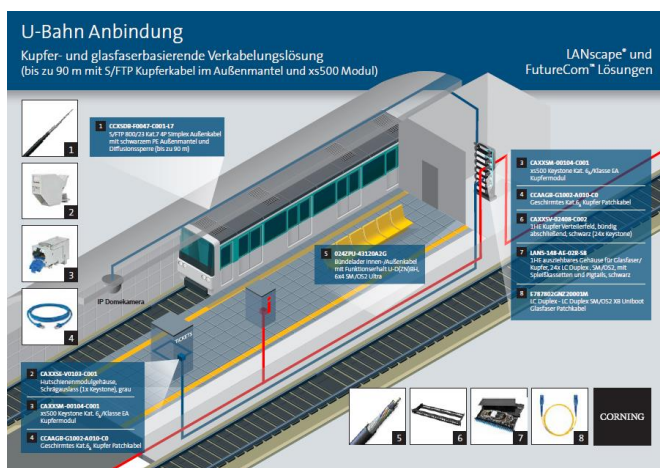 U-Bahn Anbindung
Kupfer- und glasfaserbasierende Verkabelungslösung
(bis zu 90 m mit S/FTP Kupferkabel im Außenmantel und xs500 Modul)
LANscape® und
FutureCom™ Lösungen
1 CCXSDB-F0047-C001-L7
S/FTP 800/23 Kat.7 4P Simplex Außenkabel
mit schwarzem PE Außenmantel und
Diffusionssperre (bis zu 90 m)
1
2
3
4
IP Domekamera
TICKETS
i
5 024ZPU-43120A2G
Bündelader Innen-/Außenkabel
mit Funktionserhalt U-D(ZN)BH,
6x4 SM/OS2 Ultra
3 CAXXSM-00104-C001
xs500 Keystone Kat. 6A/Klasse EA
Kupfermodul
4 CCAAGB-G1002-A010-C0
Geschirmtes Kat.6A Kupfer Patchkabel
6 CAXXSV-02408-C002
1HE Kupfer Verteilerfeld, bündig
abschließend, schwarz (24x Keystone)
7 LANS-148-AE-02B-S8
1HE ausziehbares Gehäuse für Glasfaser/
Kupfer, 24x LC Duplex , SM/OS2, mit
Spleißkassetten und Pigtails, schwarz
8 E787802GNZ20001M
LC Duplex - LC Duplex SM/OS2 XB Uniboot
Glasfaser Patchkabel
2 CAXXSE-V0103-C001
Hutschienenmodulgehäuse,
Schrägauslass (1x Keystone), grau
3 CAXXSM-00104-C001
xs500 Keystone Kat. 6A/Klasse EA
Kupfermodul
4 CCAAGB-G1002-A010-C0
Geschirmtes Kat.6A Kupfer Patchkabel
5
6
7
8
CORNING